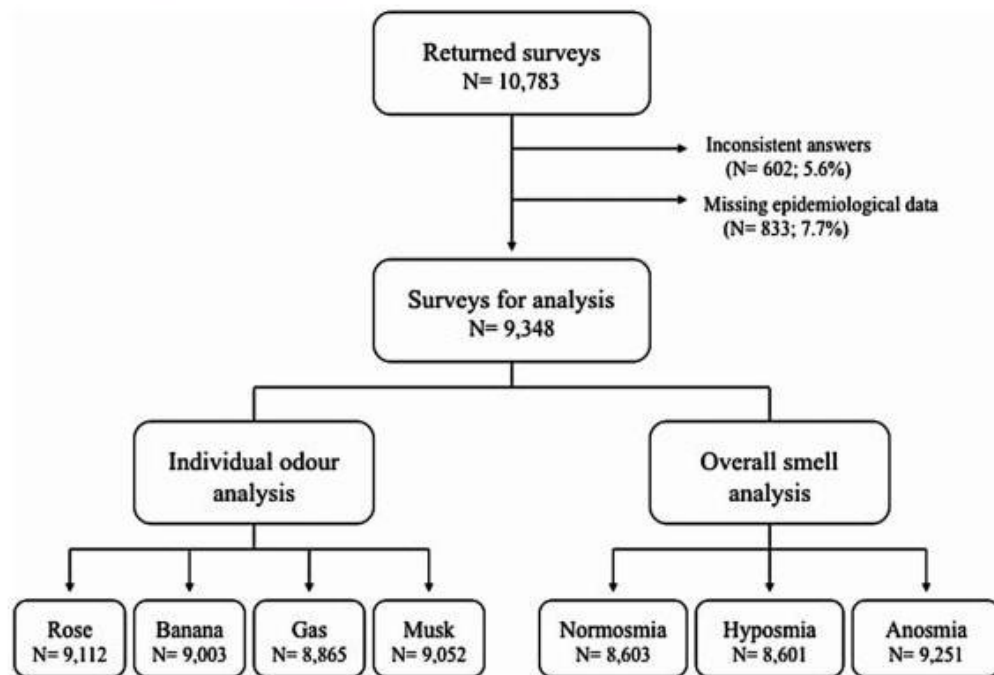 Returned surveys
N= 10,783
Inconsistent answers
(N= 602; 5.6%)
Missing epidemiological data
(N= 833; 7.7%)
Surveys for analysis
N= 9,348
Individual odour
analysis
Overall smell
analysis
Rose
N= 9,112
Banana
N= 9,003
Gas
N= 8,865
Musk
N= 9,052
Normosmia
N= 8,603
Hyposmia
N= 8,601
Anosmia
N= 9,251